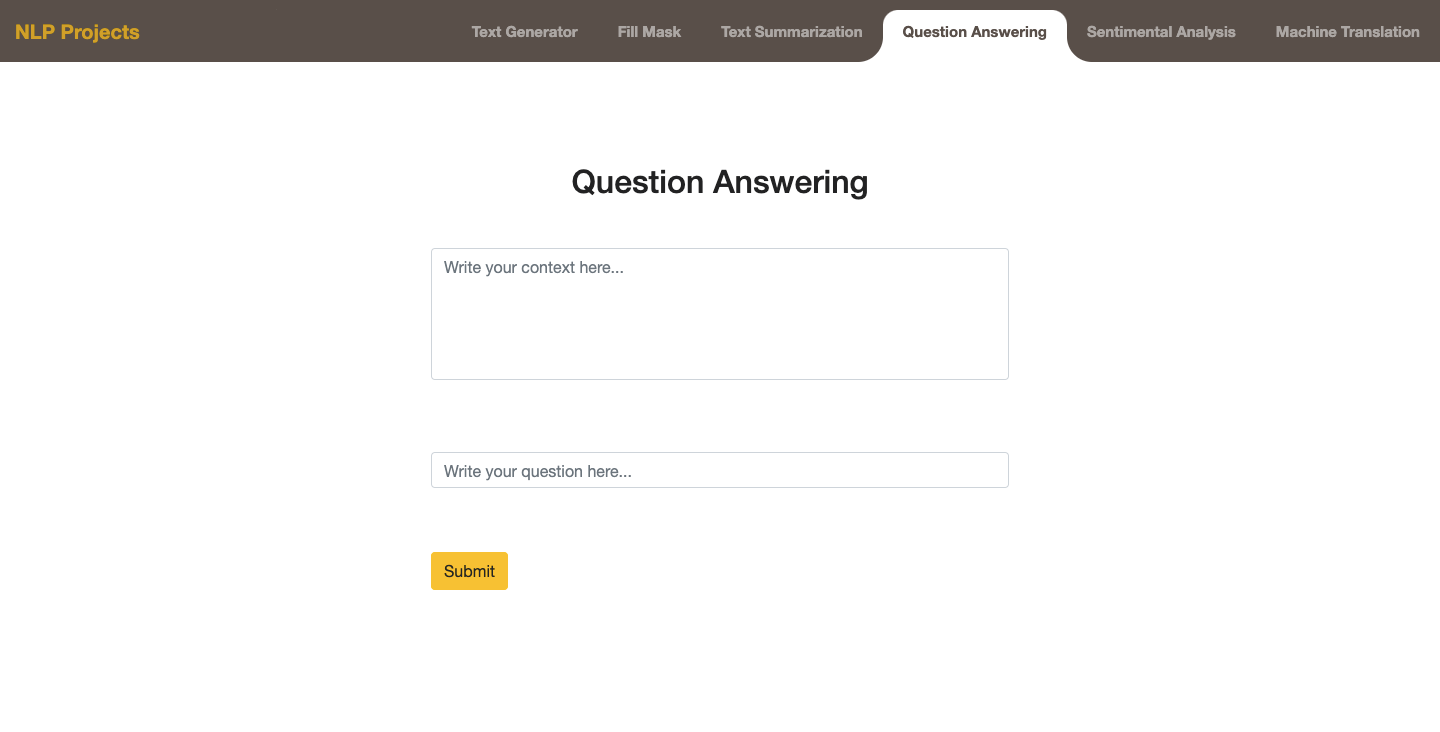 NLP Projects
Text Generator
Fill Mask
Text Summarization
Question Answering
Sentimental Analysis
Machine Translation
Question Answering
Write your context here...
Write your question here...
Submit